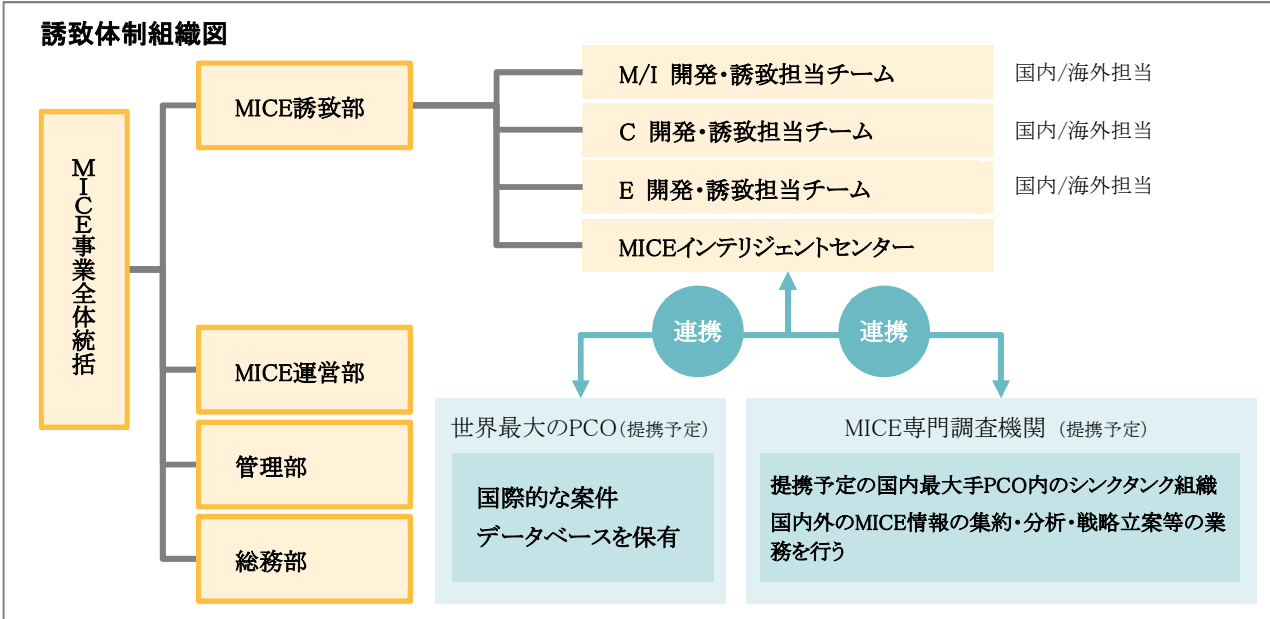 誘致体制組織図
MICE事業全体統括
MICE誘致部
M/I 開発・誘致担当チーム
国内/海外担当
C 開発・誘致担当チーム
国内/海外担当
E 開発・誘致担当チーム
国内/海外担当
MICEインテリジェントセンター
連携
連携
MICE運営部
管理部
総務部
世界最大のPCO(提携予定)
国際的な案件
データベースを保有
MICE専門調査機関 (提携予定)
提携予定の国内最大手PCO内のシンクタンク組織
国内外のMICE情報の集約・分析・戦略立案等の業
務を行う